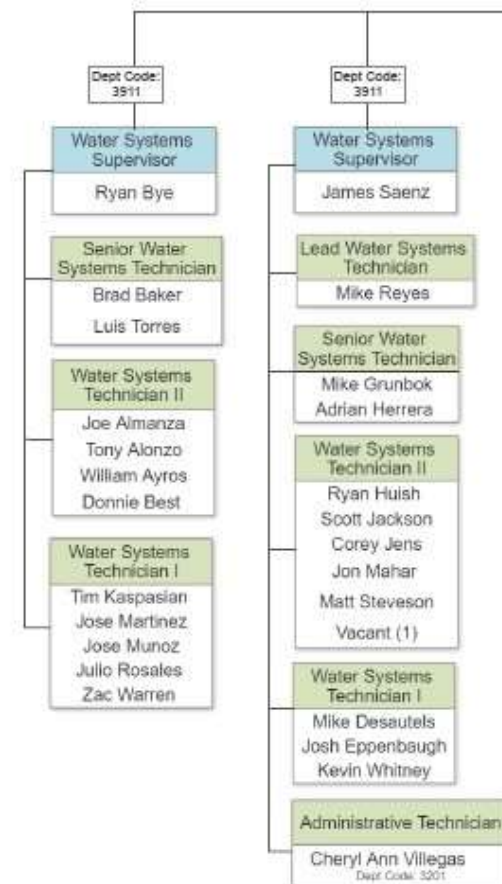 Dept Code:
3911
Water Systems
Supervisor
Ryan Bye
Senior Water
Systems Technician
Brad Baker
Luis Torres
Water Systems
Technician II
Joe Almanza
Tony Alonzo
William Ayros
Donnie Best
Water Systems
Technician I
Tim Kaspasian
Jose Martinez
Jose Munoz
Julio Rosales
Zac Warren
Dept Code:
3911
Water Systems
Supervisor
James Saenz
Lead Water Systems
Technician
Mike Reyes
Senior Water
Systems Technician
Mike Grunbok
Adrian Herrera
Water Systems
Technician II
Ryan Huish
Scott Jackson
Corey Jens
Jon Mahar
Matt Steveson
Vacant (1)
Water Systems
Technician I
Mike Desautels
Josh Eppenbaugh
Kevin Whitney
Administrative Technician
Cheryl Ann Villegas
Dept Code: 3201